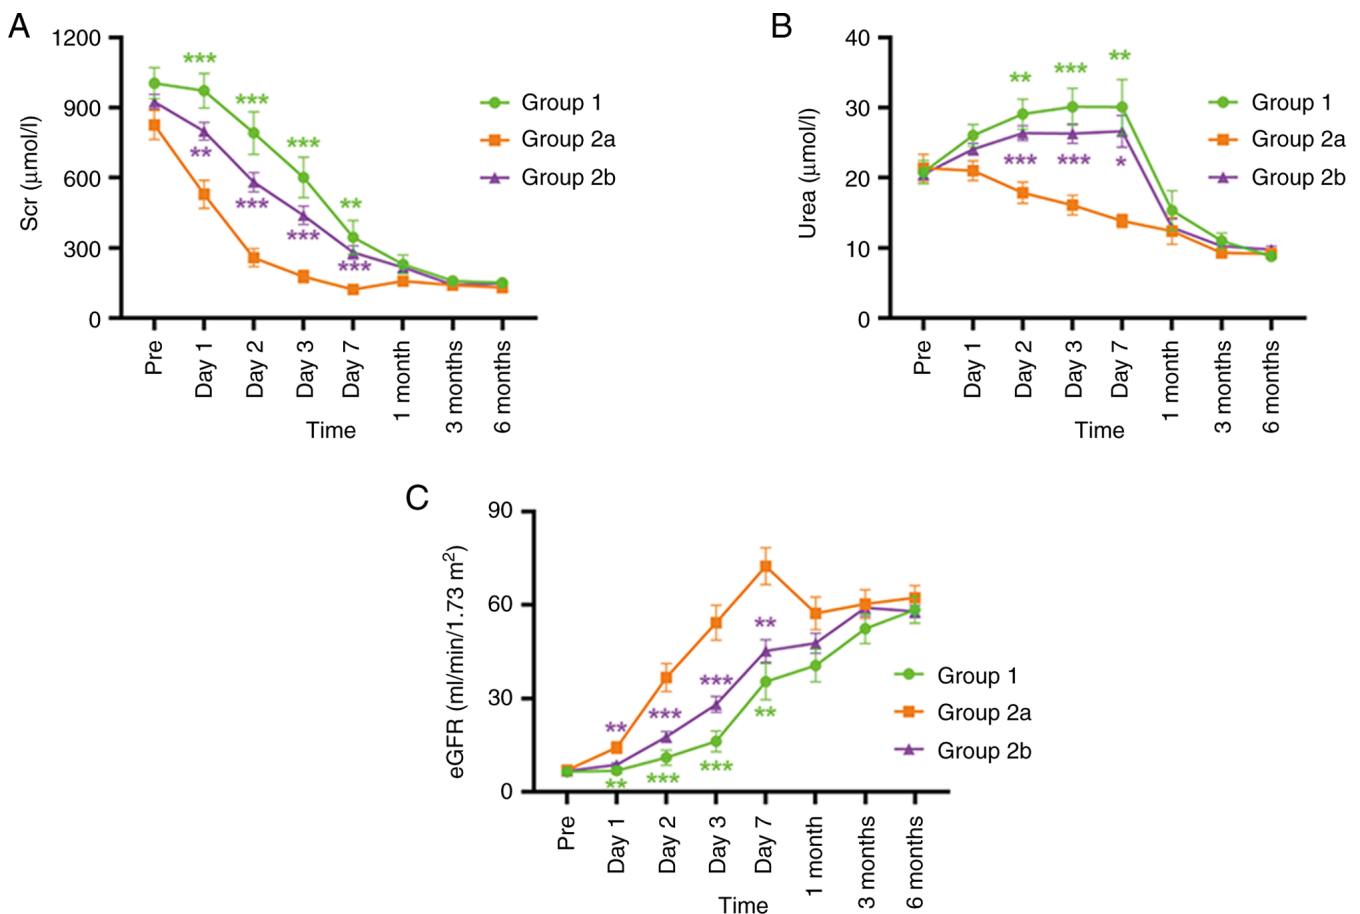 A
1200
900
600
300
0
Scr (μmol/l)
***
***
***
**
**
***
***
***
Group 1
Group 2a
Group 2b
Pre
Day 1
Day 2
Day 3
Day 7
1 month
3 months
6 months
Time
B
40
30
20
10
0
Urea (μmol/l)
**
***
**
***
***
*
Group 1
Group 2a
Group 2b
Pre
Day 1
Day 2
Day 3
Day 7
1 month
3 months
6 months
Time
C
90
60
30
0
eGFR (ml/min/1.73 m²)
**
***
***
**
**
***
***
**
Group 1
Group 2a
Group 2b
Pre
Day 1
Day 2
Day 3
Day 7
1 month
3 months
6 months
Time